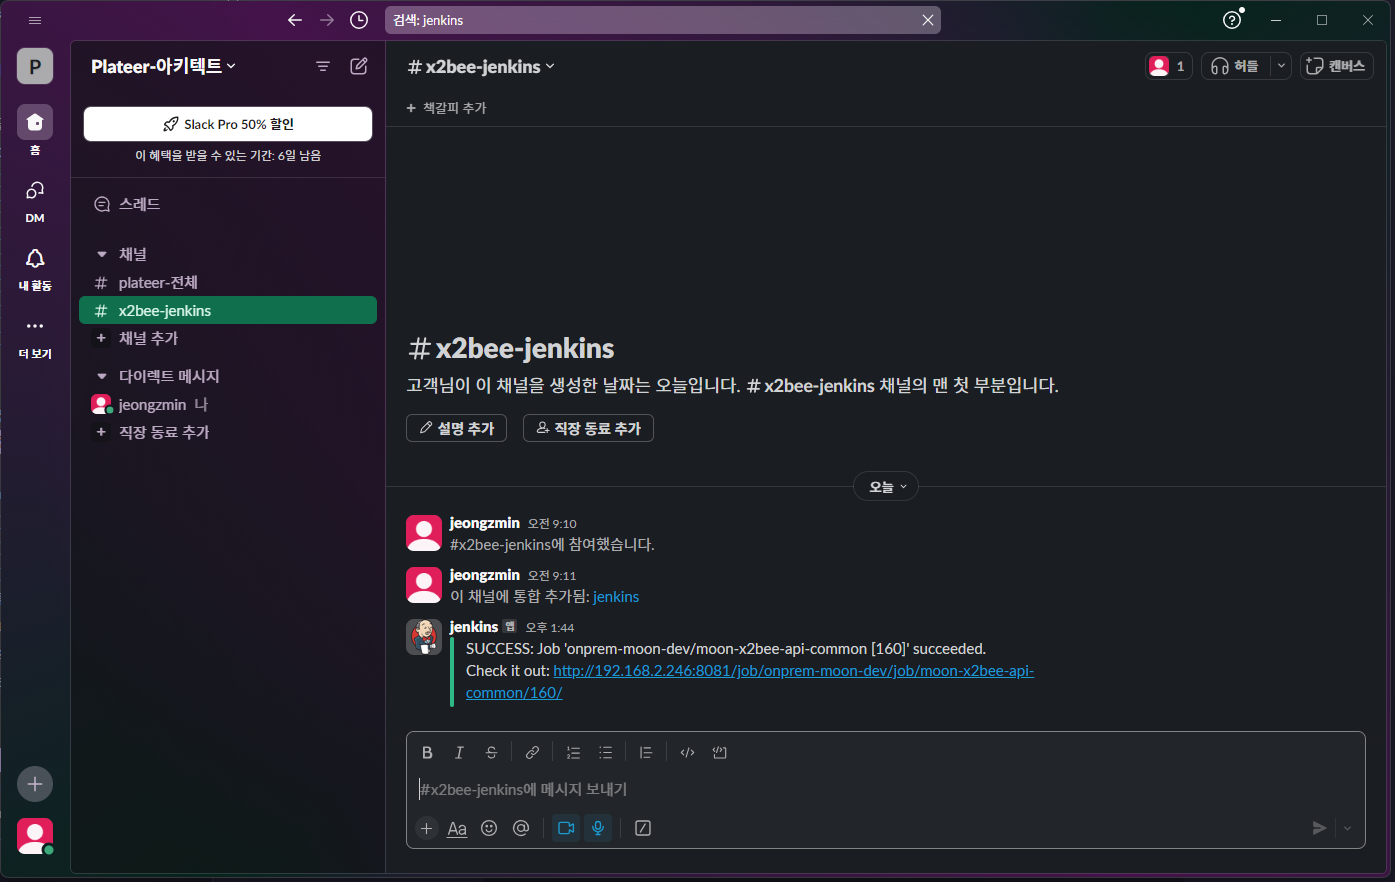 검색: jenkins
P
Plateer-아키텍트
Slack Pro 50% 할인
이 혜택을 받을 수 있는 기간: 6일 남음
홈
DM
내 활동
더 보기
스레드
채널
# plateer-전체
# x2bee-jenkins
+ 채널 추가
다이렉트 메시지
jeongzmin 나
+ 직장 동료 추가
# x2bee-jenkins
1
허들
캔버스
+ 책갈피 추가
# x2bee-jenkins
고객님이 이 채널을 생성한 날짜는 오늘입니다. # x2bee-jenkins 채널의 맨 첫 부분입니다.
설명 추가
직장 동료 추가
오늘
jeongzmin 오전 9:10
#x2bee-jenkins에 참여했습니다.
jeongzmin 오전 9:11
이 채널에 통합 추가됨: jenkins
jenkins 앱 오후 1:44
SUCCESS: Job 'onprem-moon-dev/moon-x2bee-api-common [160]' succeeded.
Check it out: http://192.168.2.246:8081/job/onprem-moon-dev/job/moon-x2bee-api-
common/160/
B I S
#x2bee-jenkins에 메시지 보내기
+ Aa @